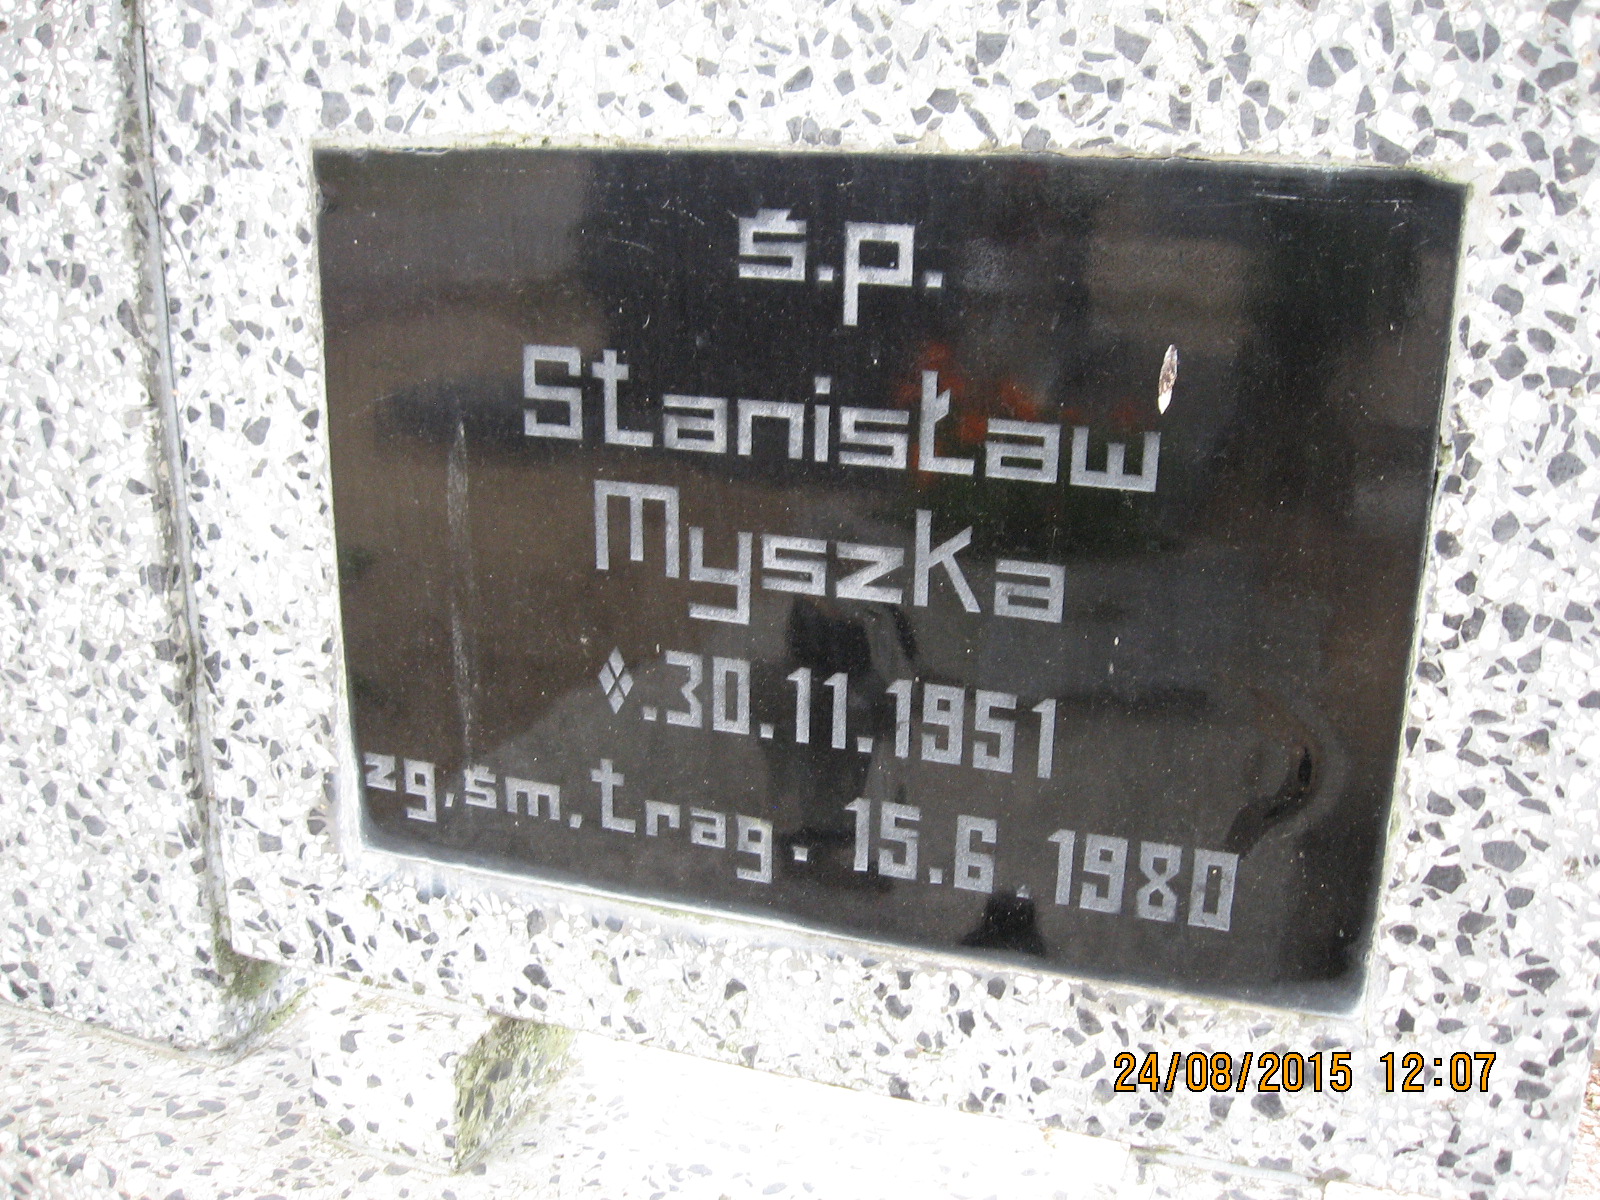 ś.p.
Stanisław
Myszka
.30.11.1951
zg, śm, trag. 15.6.1980
24/08/2015 12:07